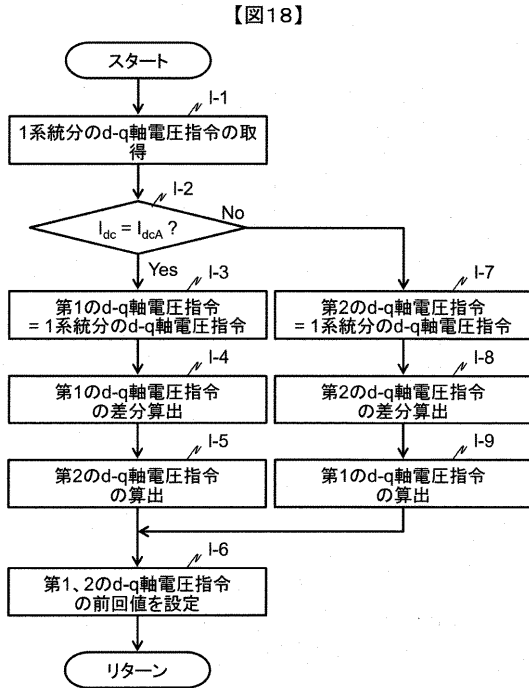 【図18】
スタート
I-1
1系統分のd-q軸電圧指令の取
得
I-2
Idc = IdcA ?
No
Yes
I-3
第1のd-q軸電圧指令
= 1系統分のd-q軸電圧指令
I-4
第1のd-q軸電圧指令
の差分算出
I-5
第2のd-q軸電圧指令
の算出
I-7
第2のd-q軸電圧指令
= 1系統分のd-q軸電圧指令
I-8
第2のd-q軸電圧指令
の差分算出
I-9
第1のd-q軸電圧指令
の算出
I-6
第1、2のd-q軸電圧指令
の前回値を設定
リターン